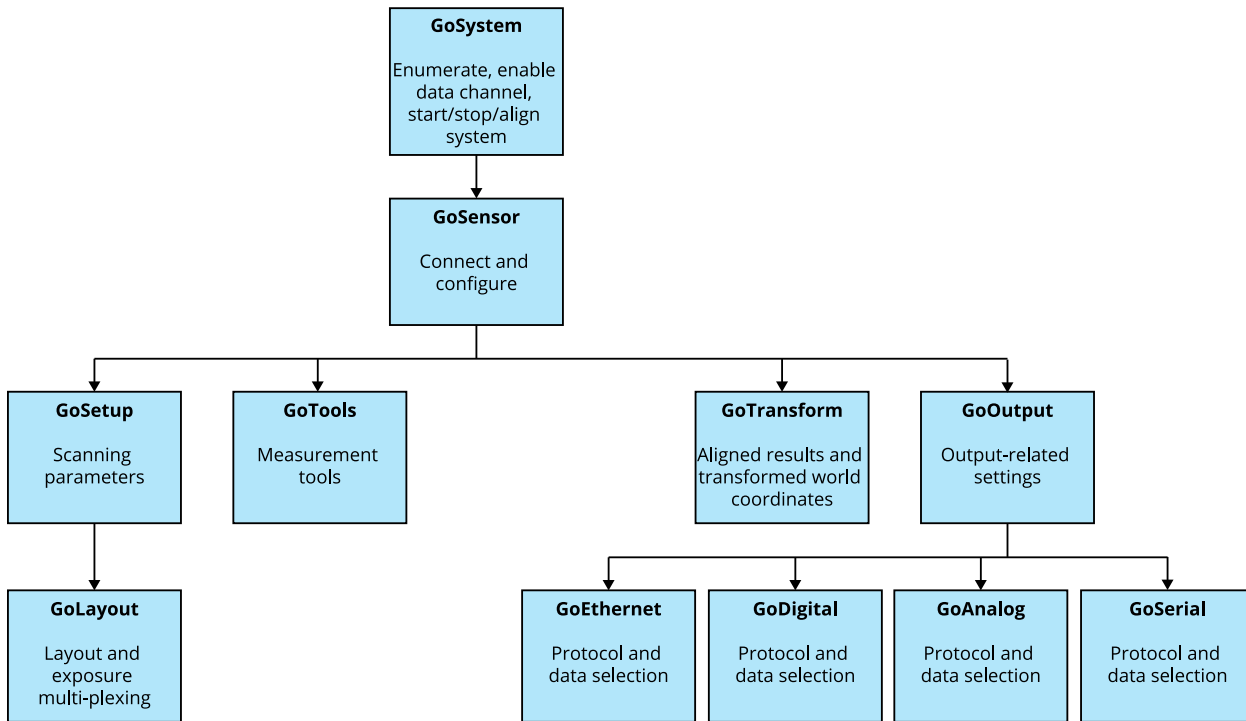 GoSystem
Enumerate, enable
data channel,
start/stop/align
system
GoSensor
Connect and
configure
GoSetup
Scanning
parameters
GoTools
Measurement
tools
GoTransform
Aligned results and
transformed world
coordinates
GoOutput
Output-related
settings
GoLayout
Layout and
exposure
multi-plexing
GoEthernet
Protocol and
data selection
GoDigital
Protocol and
data selection
GoAnalog
Protocol and
data selection
GoSerial
Protocol and
data selection